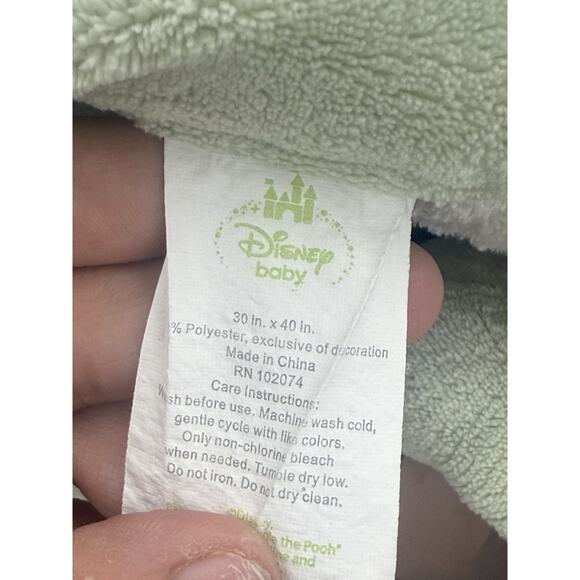 Disney
baby
30 in. x 40 in.
% Polyester, exclusive of decoration
Made in China
RN 102074
Care Instructions:
Wash before use. Machine wash cold,
gentle cycle with like colors.
Only non-chlorine bleach
when needed. Tumble dry low.
Do not iron. Do not dry clean.
the Pooh"
and